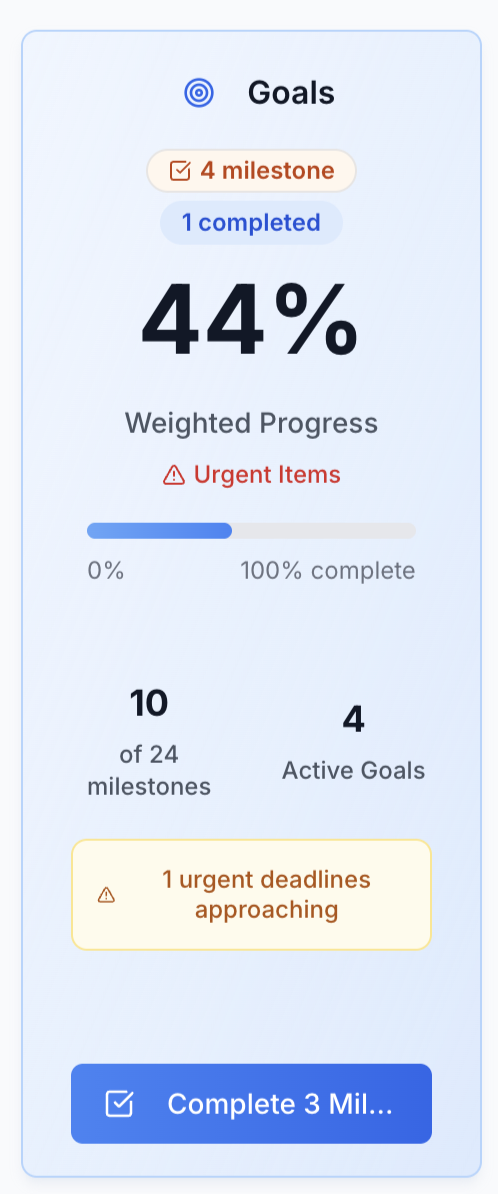 Goals
4 milestone
1 completed
44%
Weighted Progress
Urgent Items
0% 100% complete
10
of 24
milestones
4
Active Goals
1 urgent deadlines
approaching
Complete 3 Mil...